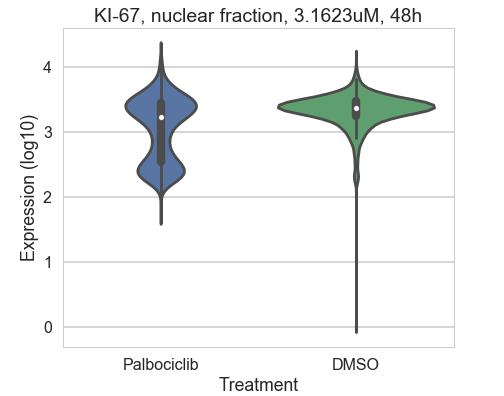 KI-67, nuclear fraction, 3.1623uM, 48h
Expression (log10)
4
3
2
1
0
Palbociclib DMSO
Treatment